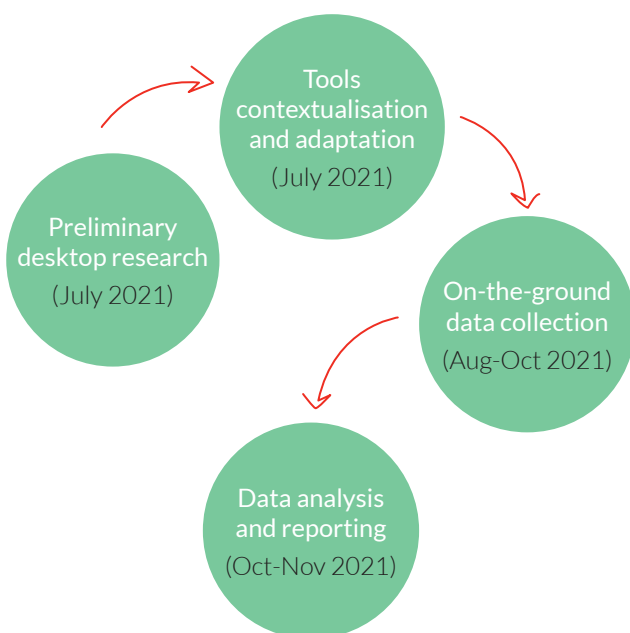 Preliminary
desktop research
(July 2021)
Tools
contextualisation
and adaptation
(July 2021)
On-the-ground
data collection
(Aug-Oct 2021)
Data analysis
and reporting
(Oct-Nov 2021)